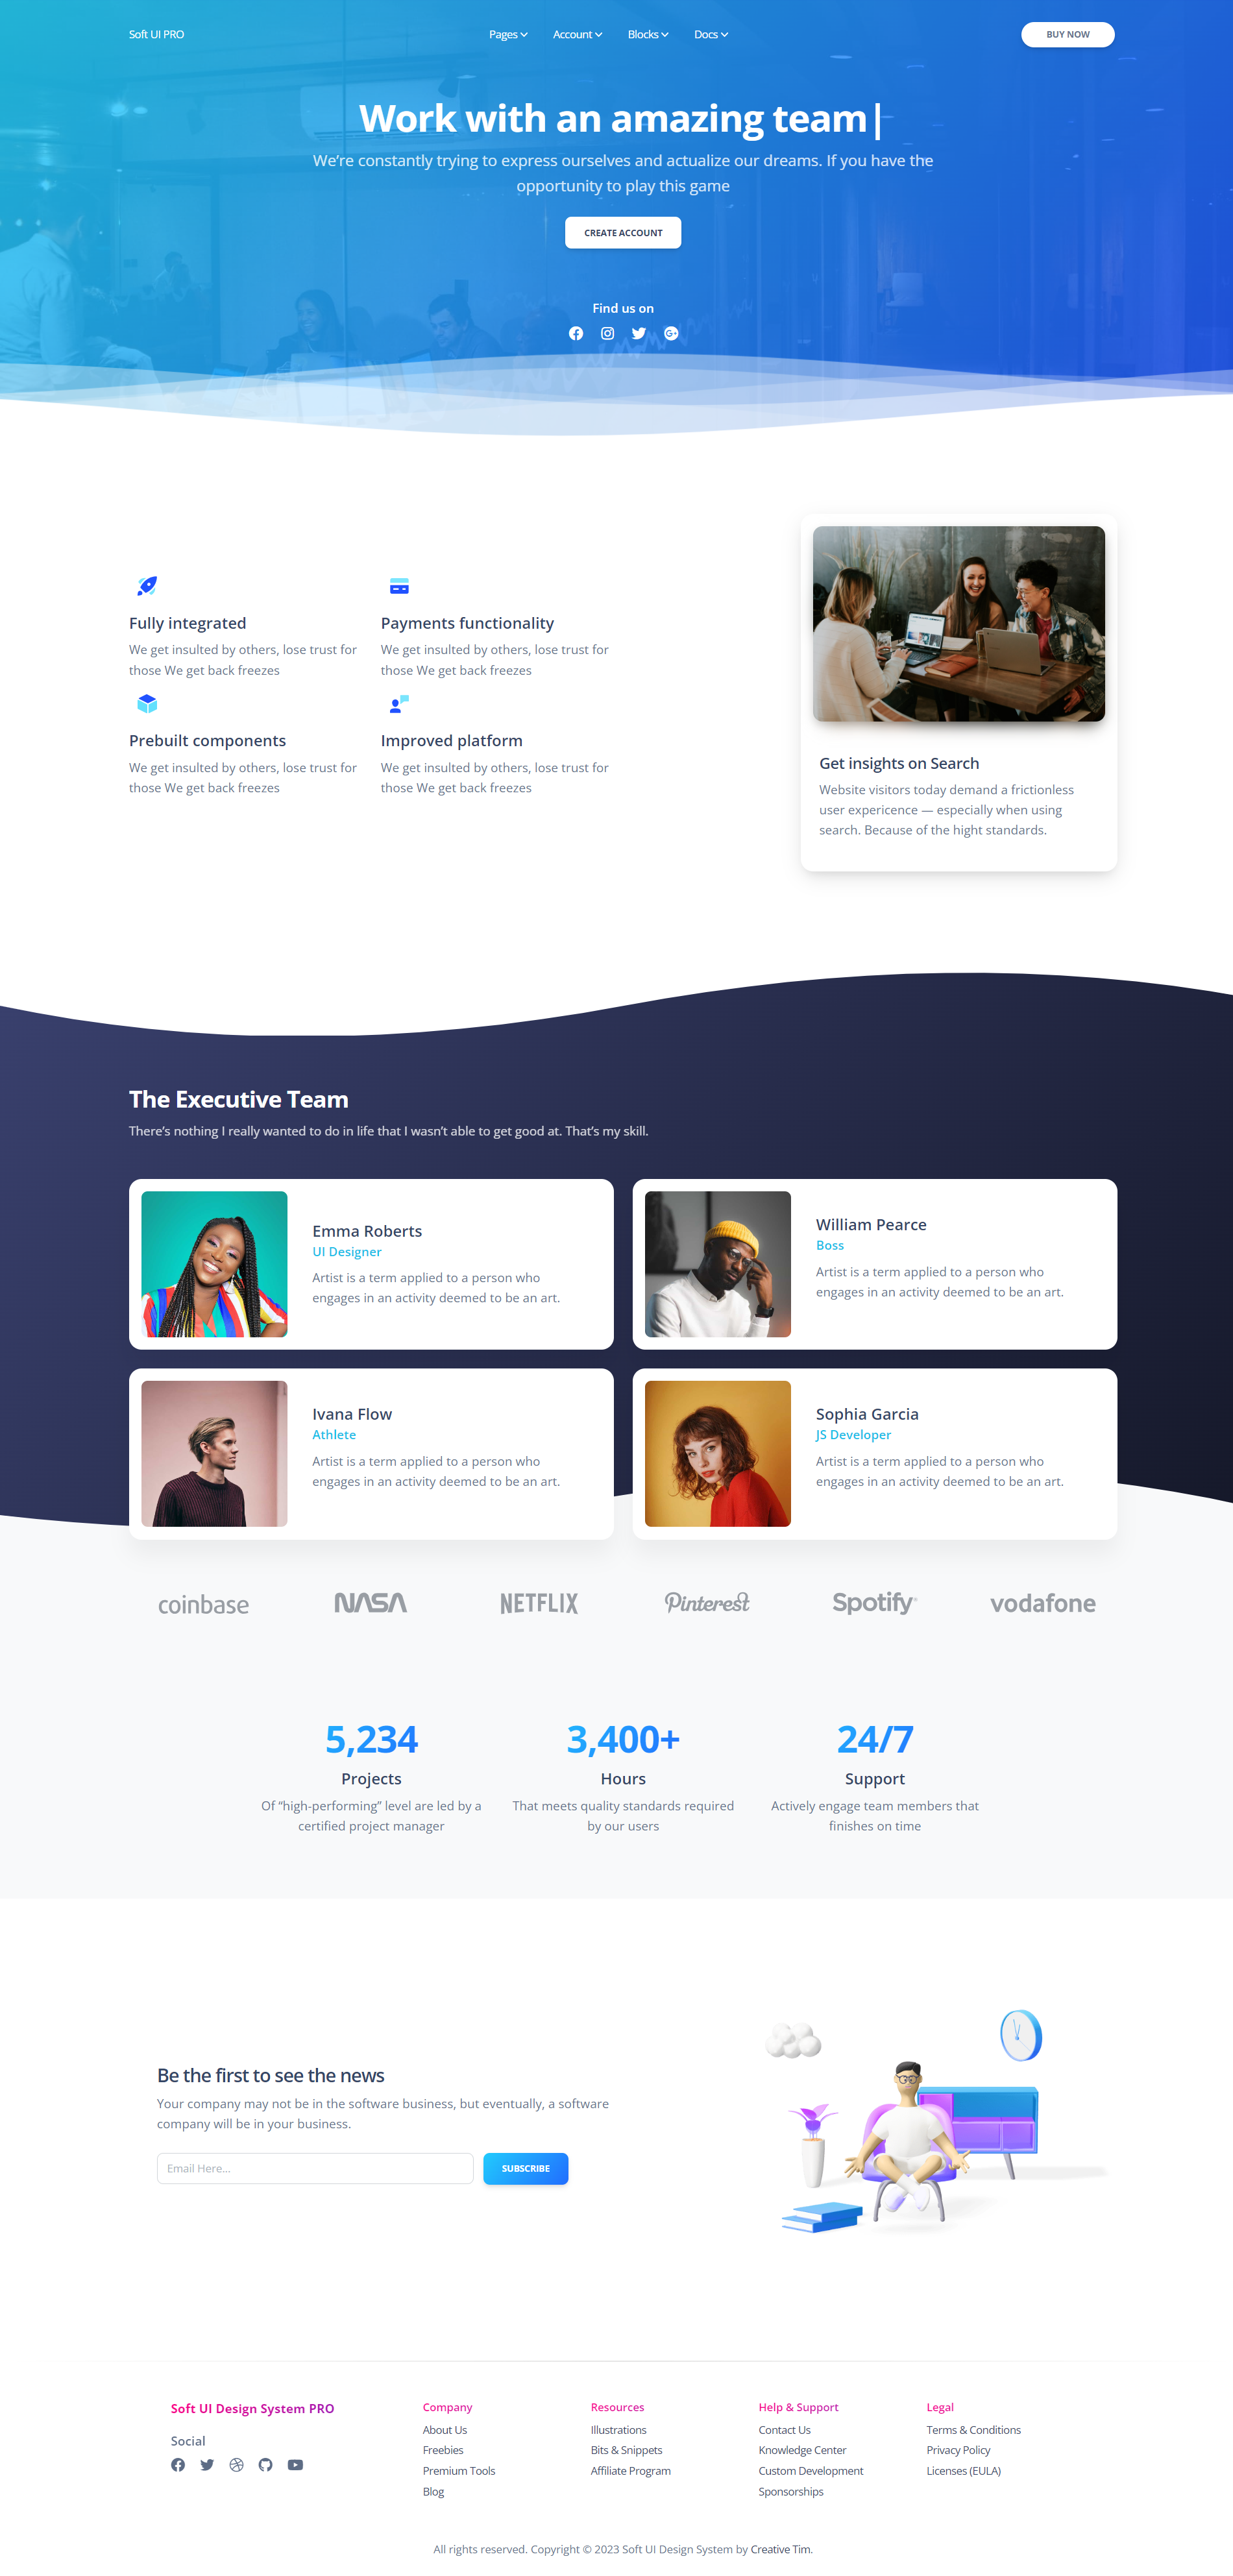 Soft UI PRO
Pages
Account
Blocks
Docs
BUY NOW
Work with an amazing team|
We're constantly trying to express ourselves and actualize our dreams. If you have the
opportunity to play this game
CREATE ACCOUNT
Find us on
Fully integrated
We get insulted by others, lose trust for
those We get back freezes
Payments functionality
We get insulted by others, lose trust for
those We get back freezes
Prebuilt components
We get insulted by others, lose trust for
those We get back freezes
Improved platform
We get insulted by others, lose trust for
those We get back freezes
Get insights on Search
Website visitors today demand a frictionless
user expericence — especially when using
search. Because of the hight standards.
The Executive Team
There's nothing I really wanted to do in life that I wasn't able to get good at. That's my skill.
Emma Roberts
UI Designer
Artist is a term applied to a person who
engages in an activity deemed to be an art.
William Pearce
Boss
Artist is a term applied to a person who
engages in an activity deemed to be an art.
Ivana Flow
Athlete
Artist is a term applied to a person who
engages in an activity deemed to be an art.
Sophia Garcia
JS Developer
Artist is a term applied to a person who
engages in an activity deemed to be an art.
coinbase
NASA
NETFLIX
Pinterest
Spotify
vodafone
5,234
Projects
Of “high-performing” level are led by a
certified project manager
3,400+
Hours
That meets quality standards required
by our users
24/7
Support
Actively engage team members that
finishes on time
Be the first to see the news
Your company may not be in the software business, but eventually, a software
company will be in your business.
Email Here...
SUBSCRIBE
Soft UI Design System PRO
Social
Company
About Us
Freebies
Premium Tools
Blog
Resources
Illustrations
Bits & Snippets
Affiliate Program
Help & Support
Contact Us
Knowledge Center
Custom Development
Sponsorships
Legal
Terms & Conditions
Privacy Policy
Licenses (EULA)
All rights reserved. Copyright © 2023 Soft UI Design System by Creative Tim.